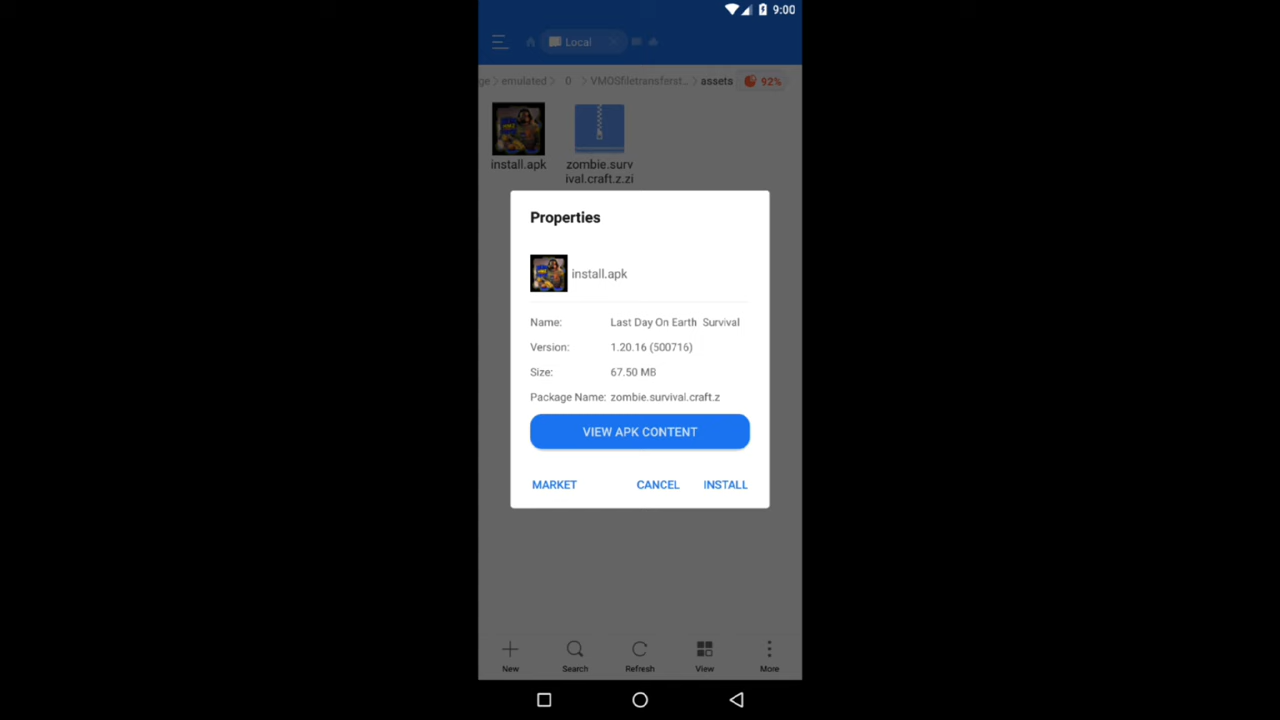 9:00
Local
ge > emulated > 0 > VMOSfiletransferst... > assets 92%
install.apk
zombie.surv
ival.craft.z.zi
Properties
install.apk
Name: Last Day On Earth Survival
Version: 1.20.16 (500716)
Size: 67.50 MB
Package Name: zombie.survival.craft.z
VIEW APK CONTENT
MARKET CANCEL INSTALL
New Search Refresh View More